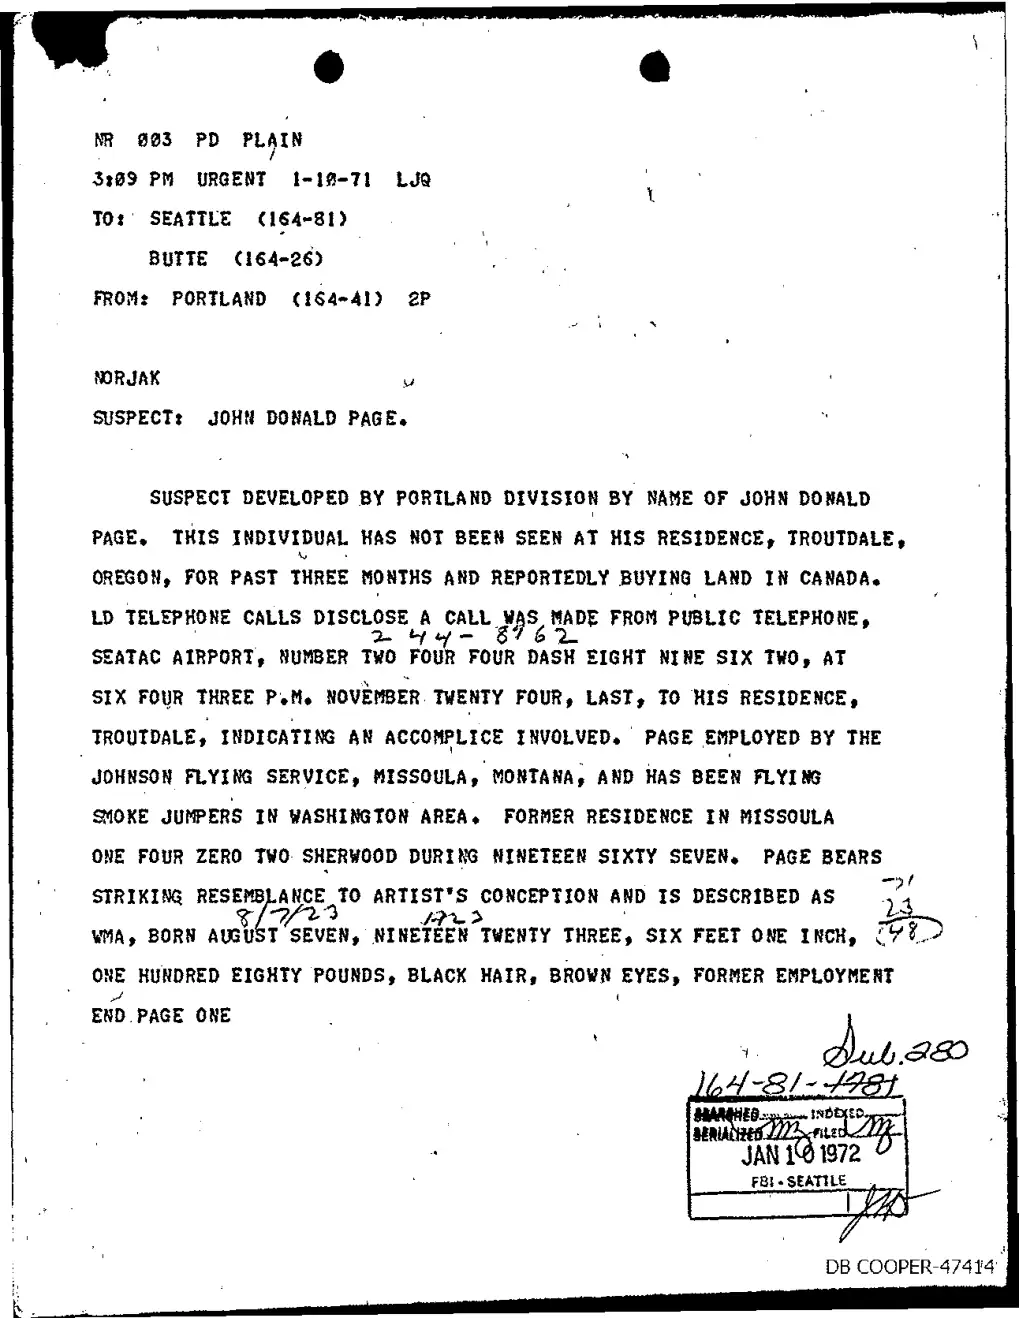 NR 003 PD PLAIN
3:09 PM URGENT 1-10-71 LJQ
TO: SEATTLE (164-81)
BUTTE (164-26)
FROM: PORTLAND (164-41) 2P
NORJAK
SUSPECT: JOHN DONALD PAGE.
SUSPECT DEVELOPED BY PORTLAND DIVISION BY NAME OF JOHN DONALD
PAGE. THIS INDIVIDUAL HAS NOT BEEN SEEN AT HIS RESIDENCE, TROUTDALE,
OREGON, FOR PAST THREE MONTHS AND REPORTEDLY BUYING LAND IN CANADA.
LD TELEPHONE CALLS DISCLOSE A CALL WAS MADE FROM PUBLIC TELEPHONE,
2 44 - 8962
SEATAC AIRPORT, NUMBER TWO FOUR FOUR DASH EIGHT NINE SIX TWO, AT
SIX FOUR THREE P.M. NOVEMBER TWENTY FOUR, LAST, TO HIS RESIDENCE,
TROUTDALE, INDICATING AN ACCOMPLICE INVOLVED. PAGE EMPLOYED BY THE
JOHNSON FLYING SERVICE, MISSOULA, MONTANA, AND HAS BEEN FLYING
SMOKE JUMPERS IN WASHINGTON AREA. FORMER RESIDENCE IN MISSOULA
ONE FOUR ZERO TWO SHERWOOD DURING NINETEEN SIXTY SEVEN. PAGE BEARS
STRIKING RESEMBLANCE TO ARTIST'S CONCEPTION AND IS DESCRIBED AS
71
23
48
8/7/23 1923
WMA, BORN AUGUST SEVEN, NINETEEN TWENTY THREE, SIX FEET ONE INCH,
ONE HUNDRED EIGHTY POUNDS, BLACK HAIR, BROWN EYES, FORMER EMPLOYMENT
END PAGE ONE
Sub. 280
164-81-1781
SEARCHED INDEXED
SERIALIZED FILED
JAN 10 1972
FBI - SEATTLE
DB COOPER-47414